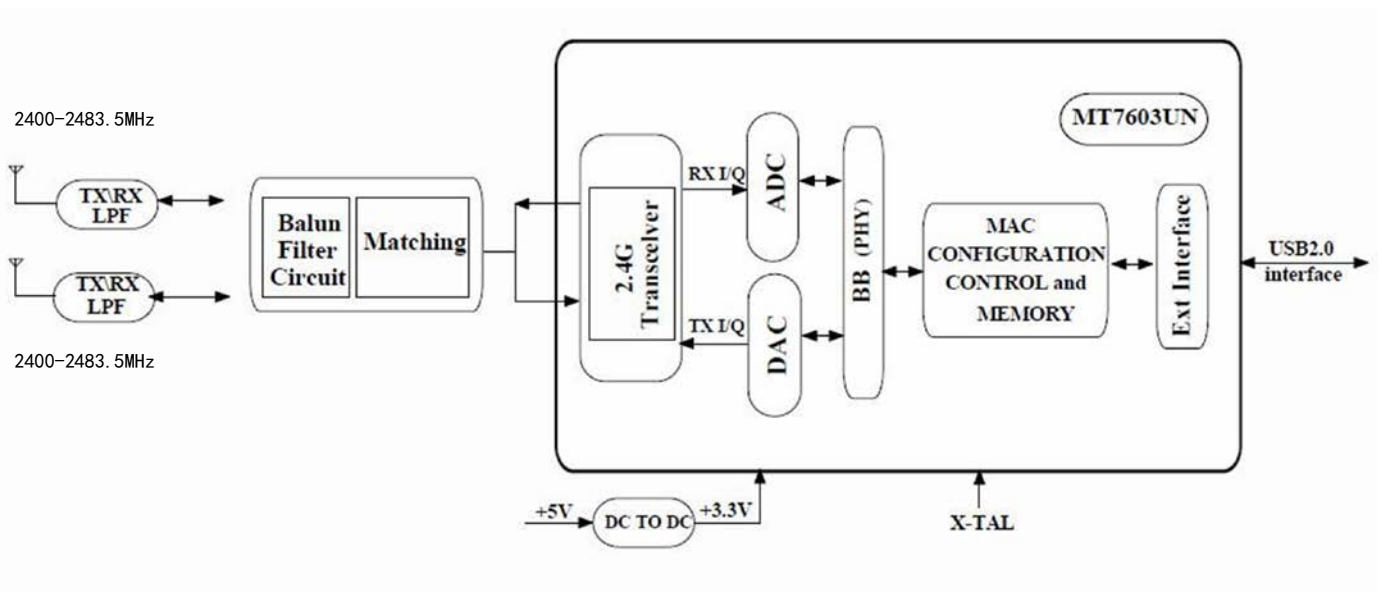 2400-2483.5MHz
TX\RX
LPF
TX\RX
LPF
2400-2483.5MHz
Balun
Filter
Circuit
Matching
2.4G
Transceiver
RX I/Q
TX I/Q
ADC
DAC
BB (PHY)
MT7603UN
MAC
CONFIGURATION
CONTROL and
MEMORY
Ext Interface
USB2.0
interface
+5V
DC TO DC
+3.3V
X-TAL